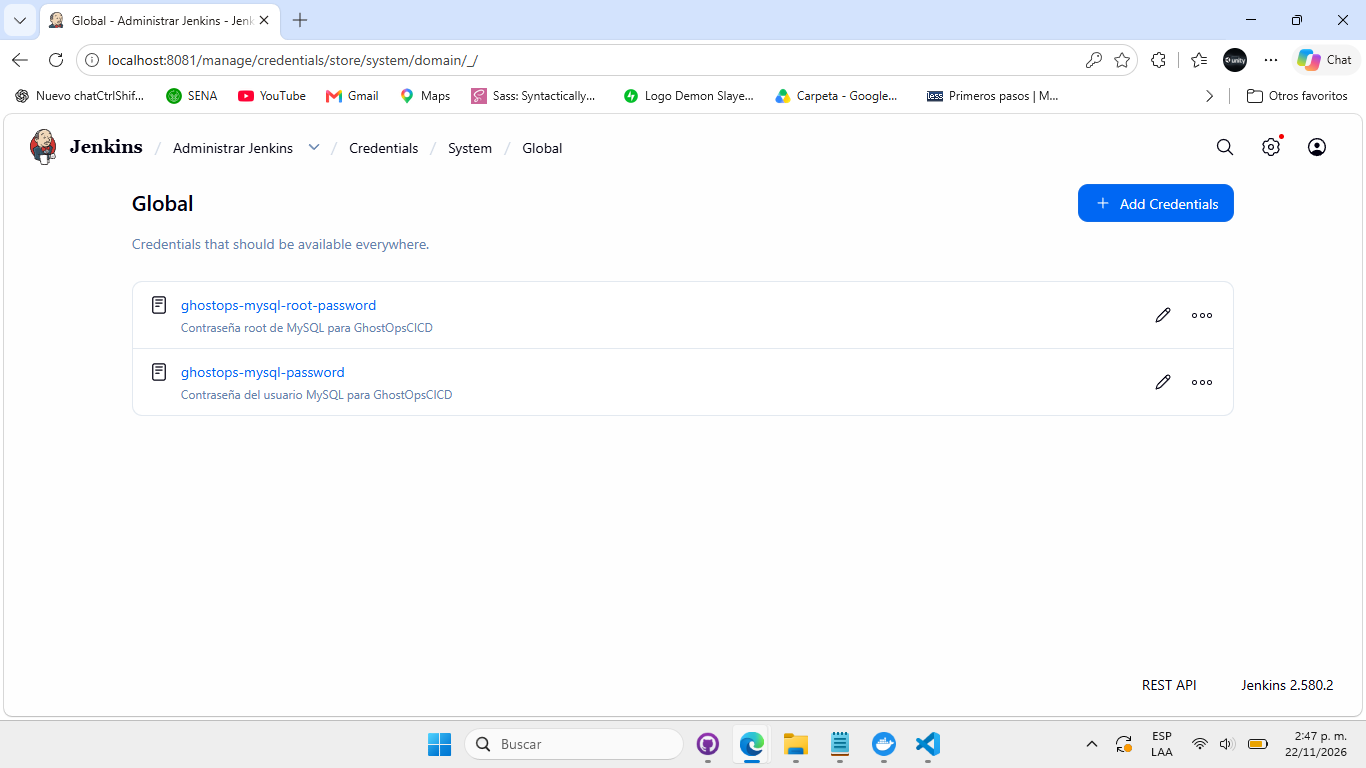 Global - Administrar Jenkins - Jenk
localhost:8081/manage/credentials/store/system/domain/_/
unity
Chat
Nuevo chatCtrlShif...
SENA
YouTube
Gmail
Maps
Sass: Syntactically...
Logo Demon Slaye...
Carpeta - Google...
Primeros pasos | M...
Otros favoritos
Jenkins / Administrar Jenkins / Credentials / System / Global
Global
Add Credentials
Credentials that should be available everywhere.
ghostops-mysql-root-password
Contraseña root de MySQL para GhostOpsCICD
ghostops-mysql-password
Contraseña del usuario MySQL para GhostOpsCICD
REST API
Jenkins 2.580.2
Buscar
ESP
LAA
2:47 p. m.
22/11/2026